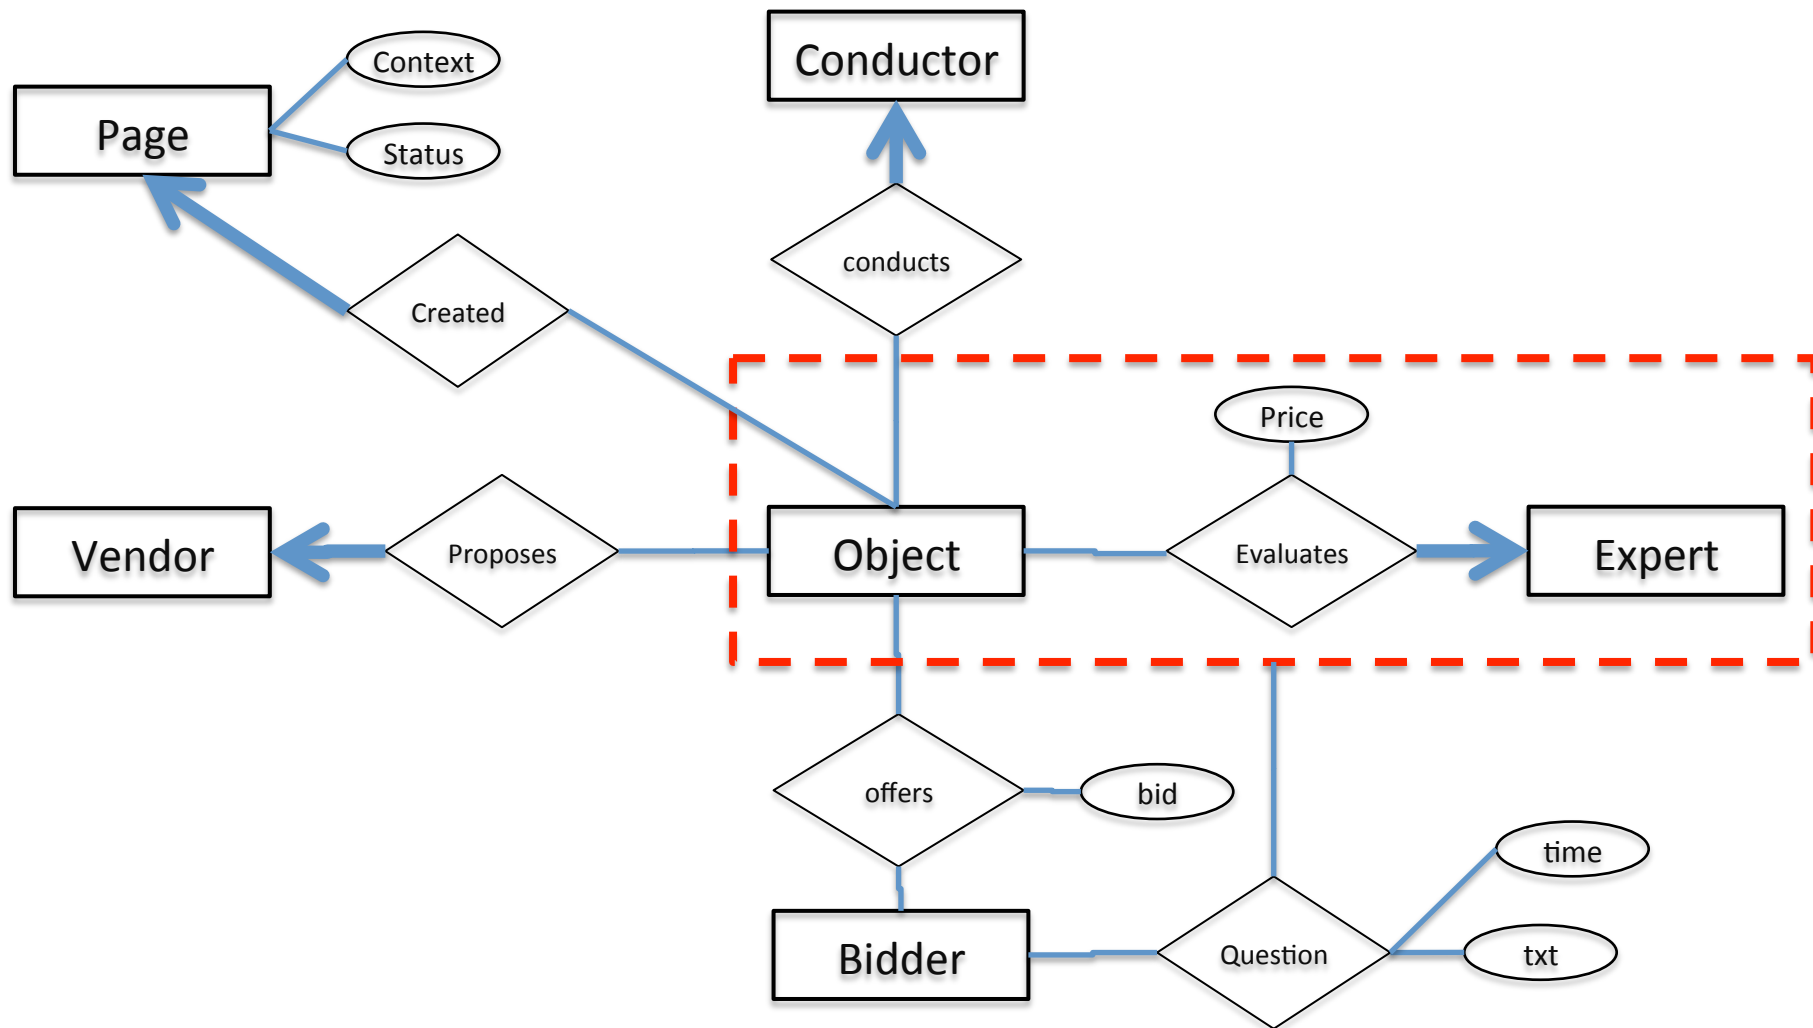 Context
Conductor
Page
Status
conducts
Created
Price
Vendor
Proposes
Object
Evaluates
Expert
offers
bid
time
Bidder
Question
txt